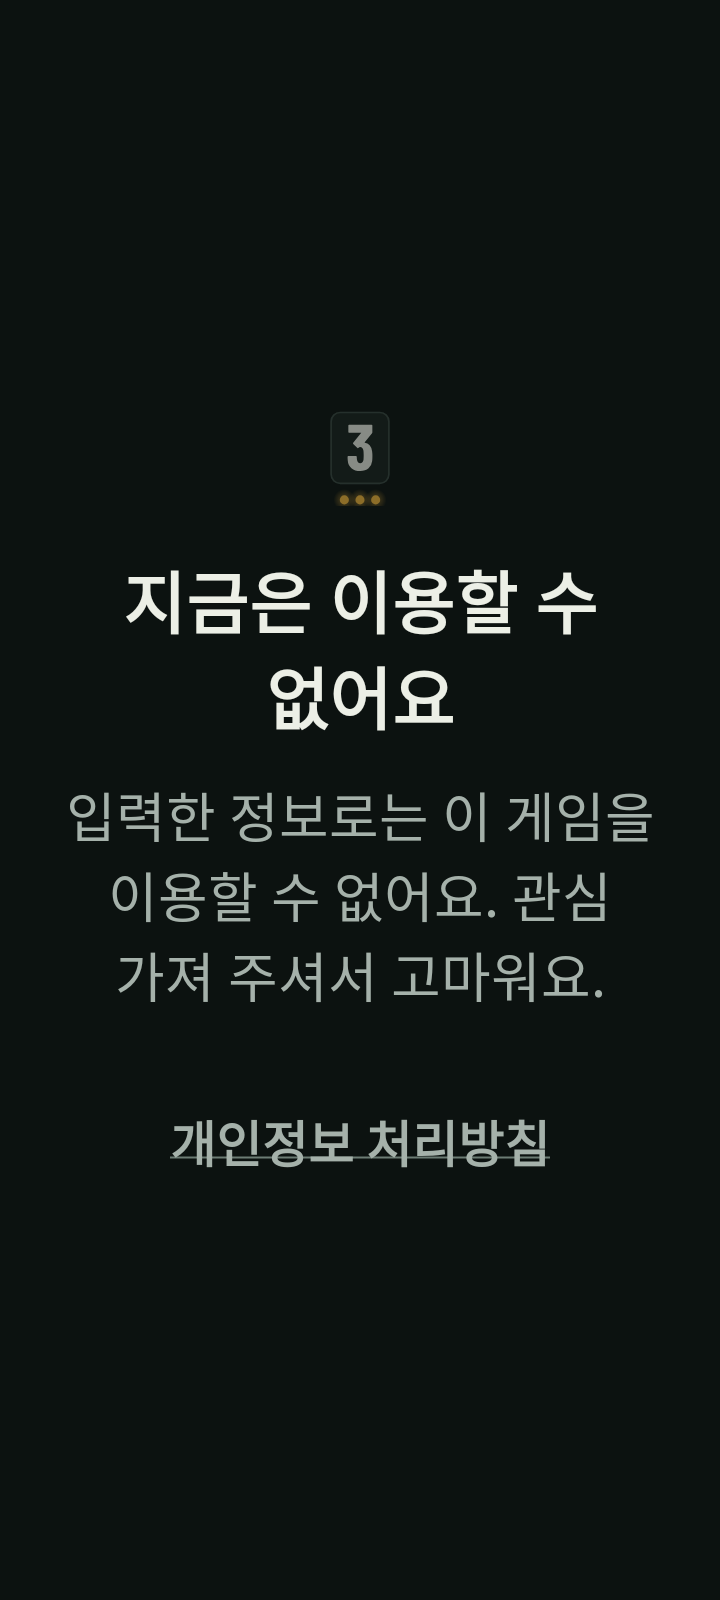 3
지금은 이용할 수
없어요
입력한 정보로는 이 게임을
이용할 수 없어요. 관심
가져 주셔서 고마워요.
개인정보 처리방침